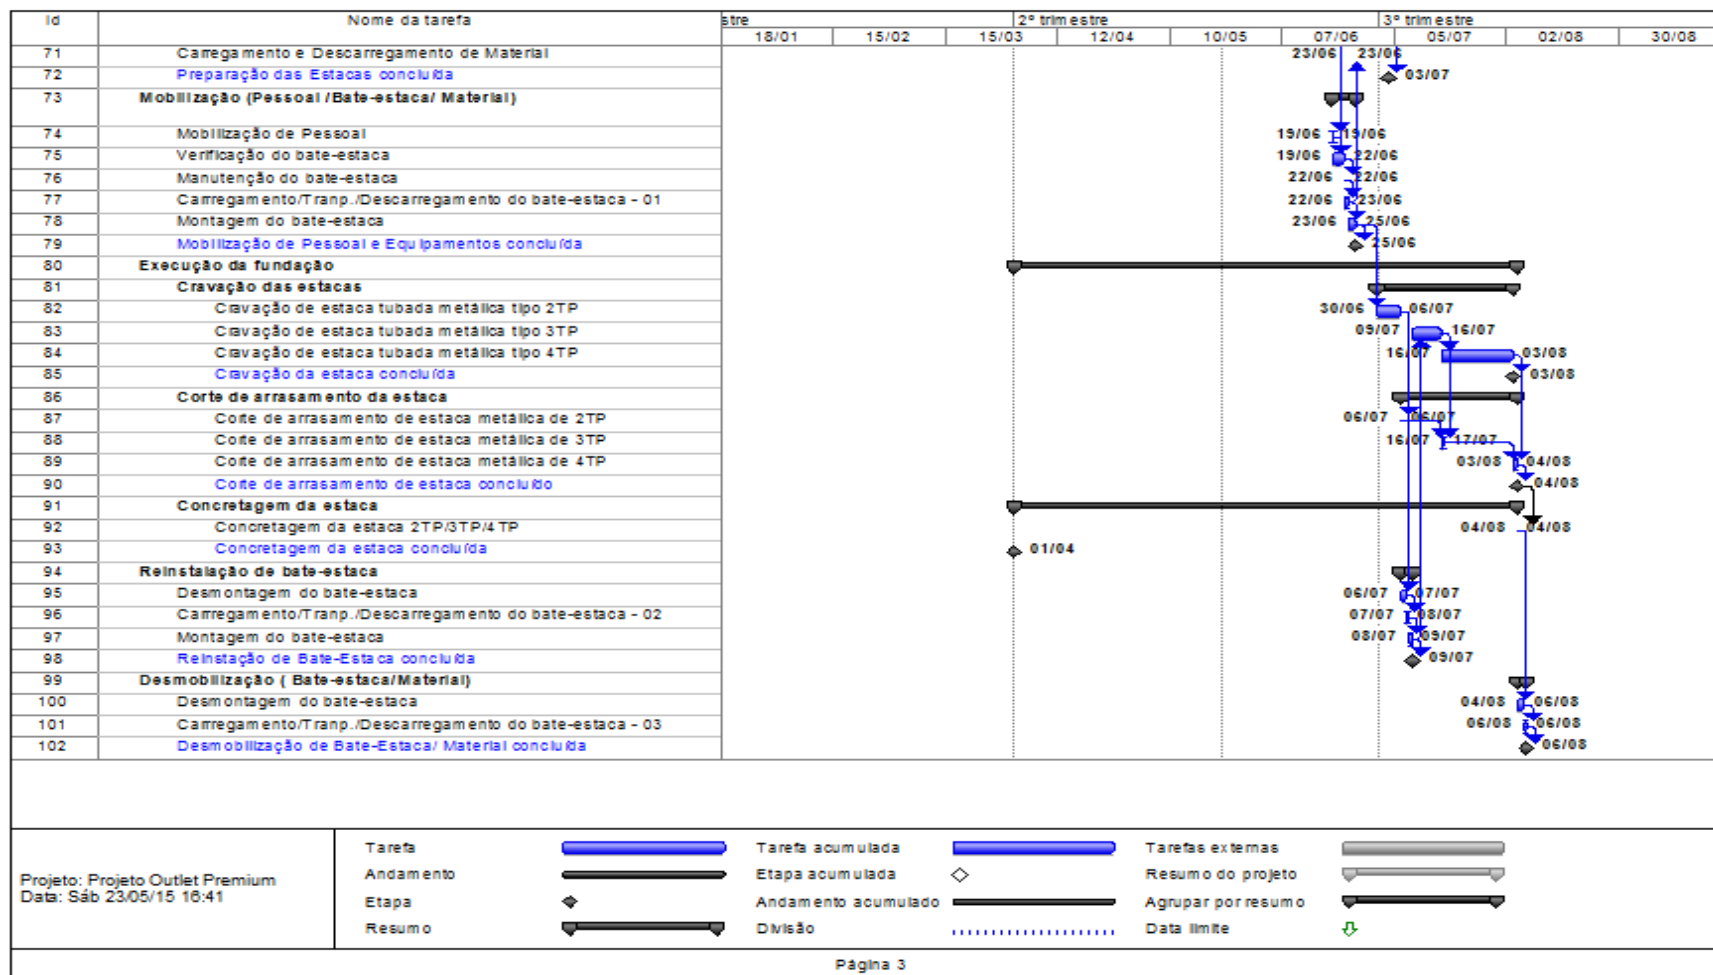 Id Nome da tarefa stre 2º trimestre 3º trimestre
18/01 15/02 15/03 12/04 10/05 07/06 05/07 02/08 30/08
71 Carregamento e Descarregamento de Material 23/06 23/06
72 Preparação das Estacas concluída 03/07
73 Mobilização (Pessoal /Bate-estaca/ Material)
74 Mobilização de Pessoal 19/06 19/06
75 Verificação do bate-estaca 19/06 22/06
76 Manutenção do bate-estaca 22/06 22/06
77 Carrregamento/Tranp./Descarregamento do bate-estaca - 01 22/06 23/06
78 Montagem do bate-estaca 23/06 25/06
79 Mobilização de Pessoal e Equipamentos concluída 25/06
80 Execução da fundação
81 Cravação das estacas
82 Cravação de estaca tubada metálica tipo 2TP 30/06 06/07
83 Cravação de estaca tubada metálica tipo 3TP 09/07 16/07
84 Cravação de estaca tubada metálica tipo 4TP 16/07 03/08
85 Cravação da estaca concluída 03/08
86 Corte de arrasamento da estaca
87 Corte de arrasamento de estaca metálica de 2TP 06/07 06/07
88 Corte de arrasamento de estaca metálica de 3TP 16/07 17/07
89 Corte de arrasamento de estaca metálica de 4TP 03/08 04/08
90 Corte de arrasamento de estaca concluído 04/08
91 Concretagem da estaca
92 Concretagem da estaca 2TP/3TP/4TP 04/08 04/08
93 Concretagem da estaca concluída 01/04
94 Reinstalação de bate-estaca
95 Desmontagem do bate-estaca 06/07 07/07
96 Carrregamento/Tranp./Descarregamento do bate-estaca - 02 07/07 08/07
97 Montagem do bate-estaca 08/07 09/07
98 Reinstação de Bate-Estaca concluída 09/07
99 Desmobilização ( Bate-estaca/Material)
100 Desmontagem do bate-estaca 04/08 06/08
101 Carrregamento/Tranp./Descarregamento do bate-estaca - 03 06/08 06/08
102 Desmobilização de Bate-Estaca/ Material concluída 06/08
Projeto: Projeto Outlet Premium
Data: Sáb 23/05/15 16:41
Tarefa Tarefa acumulada Tarefas externas
Andamento Etapa acumulada Resumo do projeto
Etapa Andamento acumulado Agrupar por resumo
Resumo Divisão Data limite
Página 3